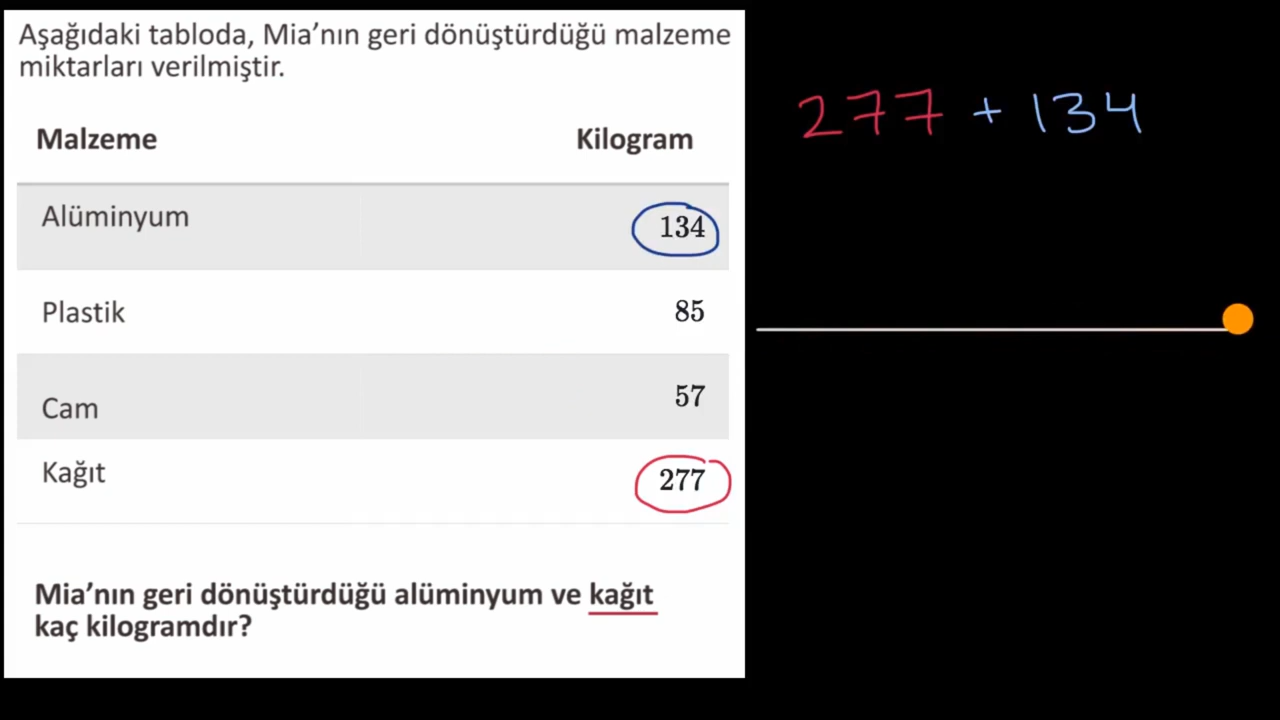 Aşağıdaki tabloda, Mia’nın geri dönüştürdüğü malzeme
miktarları verilmiştir.
Malzeme Kilogram
Alüminyum 134
Plastik 85
Cam 57
Kağıt 277
Mia’nın geri dönüştürdüğü alüminyum ve kağıt
kaç kilogramdır?
277 + 134